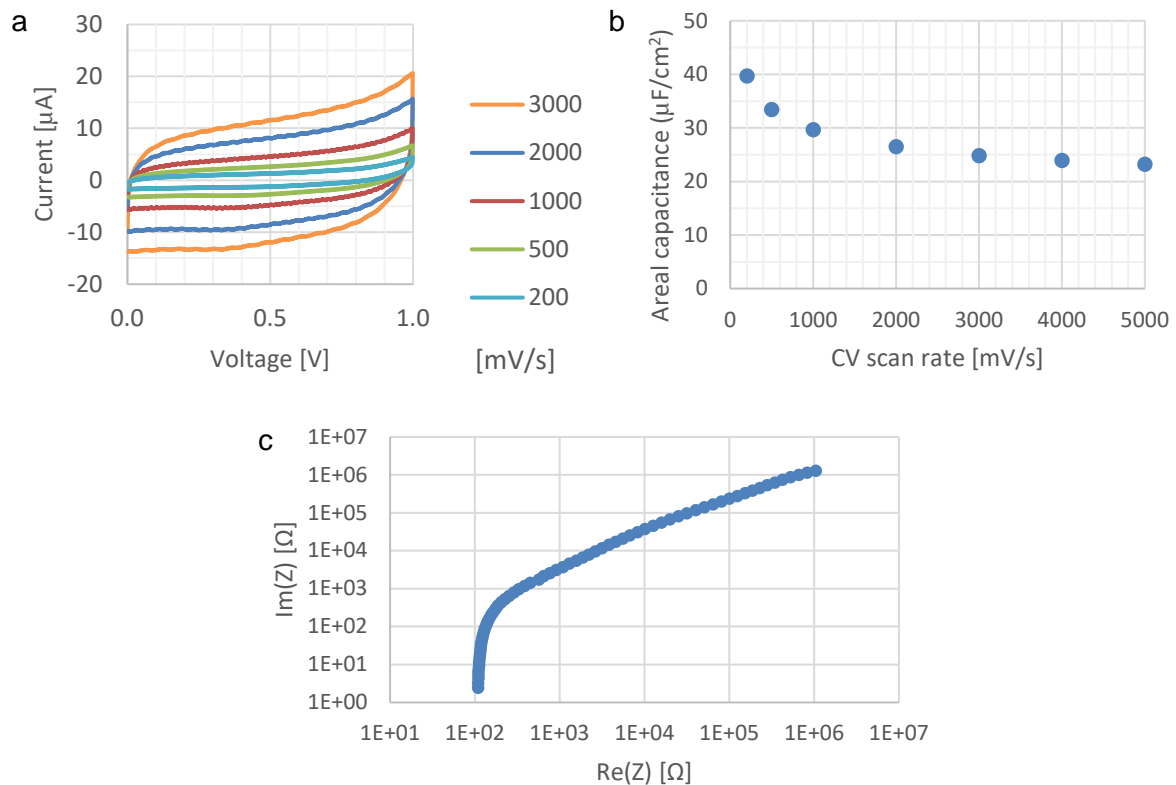 a
30
20
10
0
-10
-20
Current [µA]
0.0 0.5 1.0
Voltage [V]
3000
2000
1000
500
200
[mV/s]
b
50
40
30
20
10
0
Areal capacitance (µF/cm²)
0 1000 2000 3000 4000 5000
CV scan rate [mV/s]
c
1E+07
1E+06
1E+05
1E+04
1E+03
1E+02
1E+01
1E+00
Im(Z) [Ω]
1E+01 1E+02 1E+03 1E+04 1E+05 1E+06 1E+07
Re(Z) [Ω]